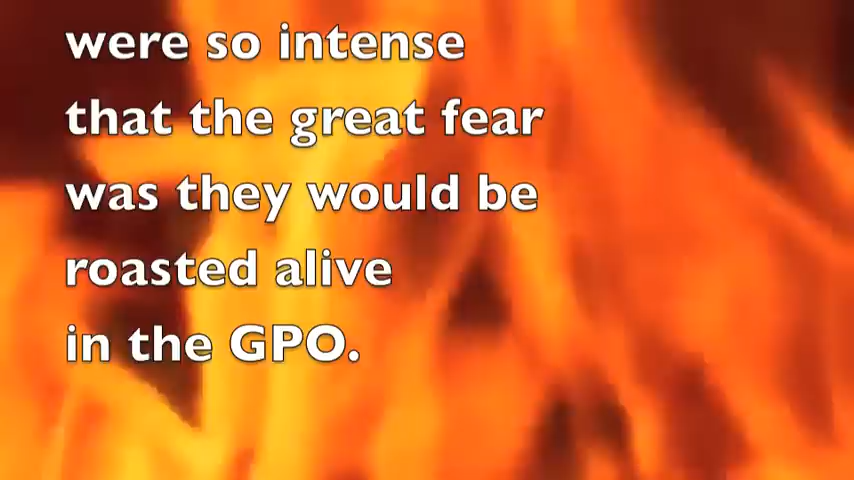 were so intense
that the great fear
was they would be
roasted alive
in the GPO.